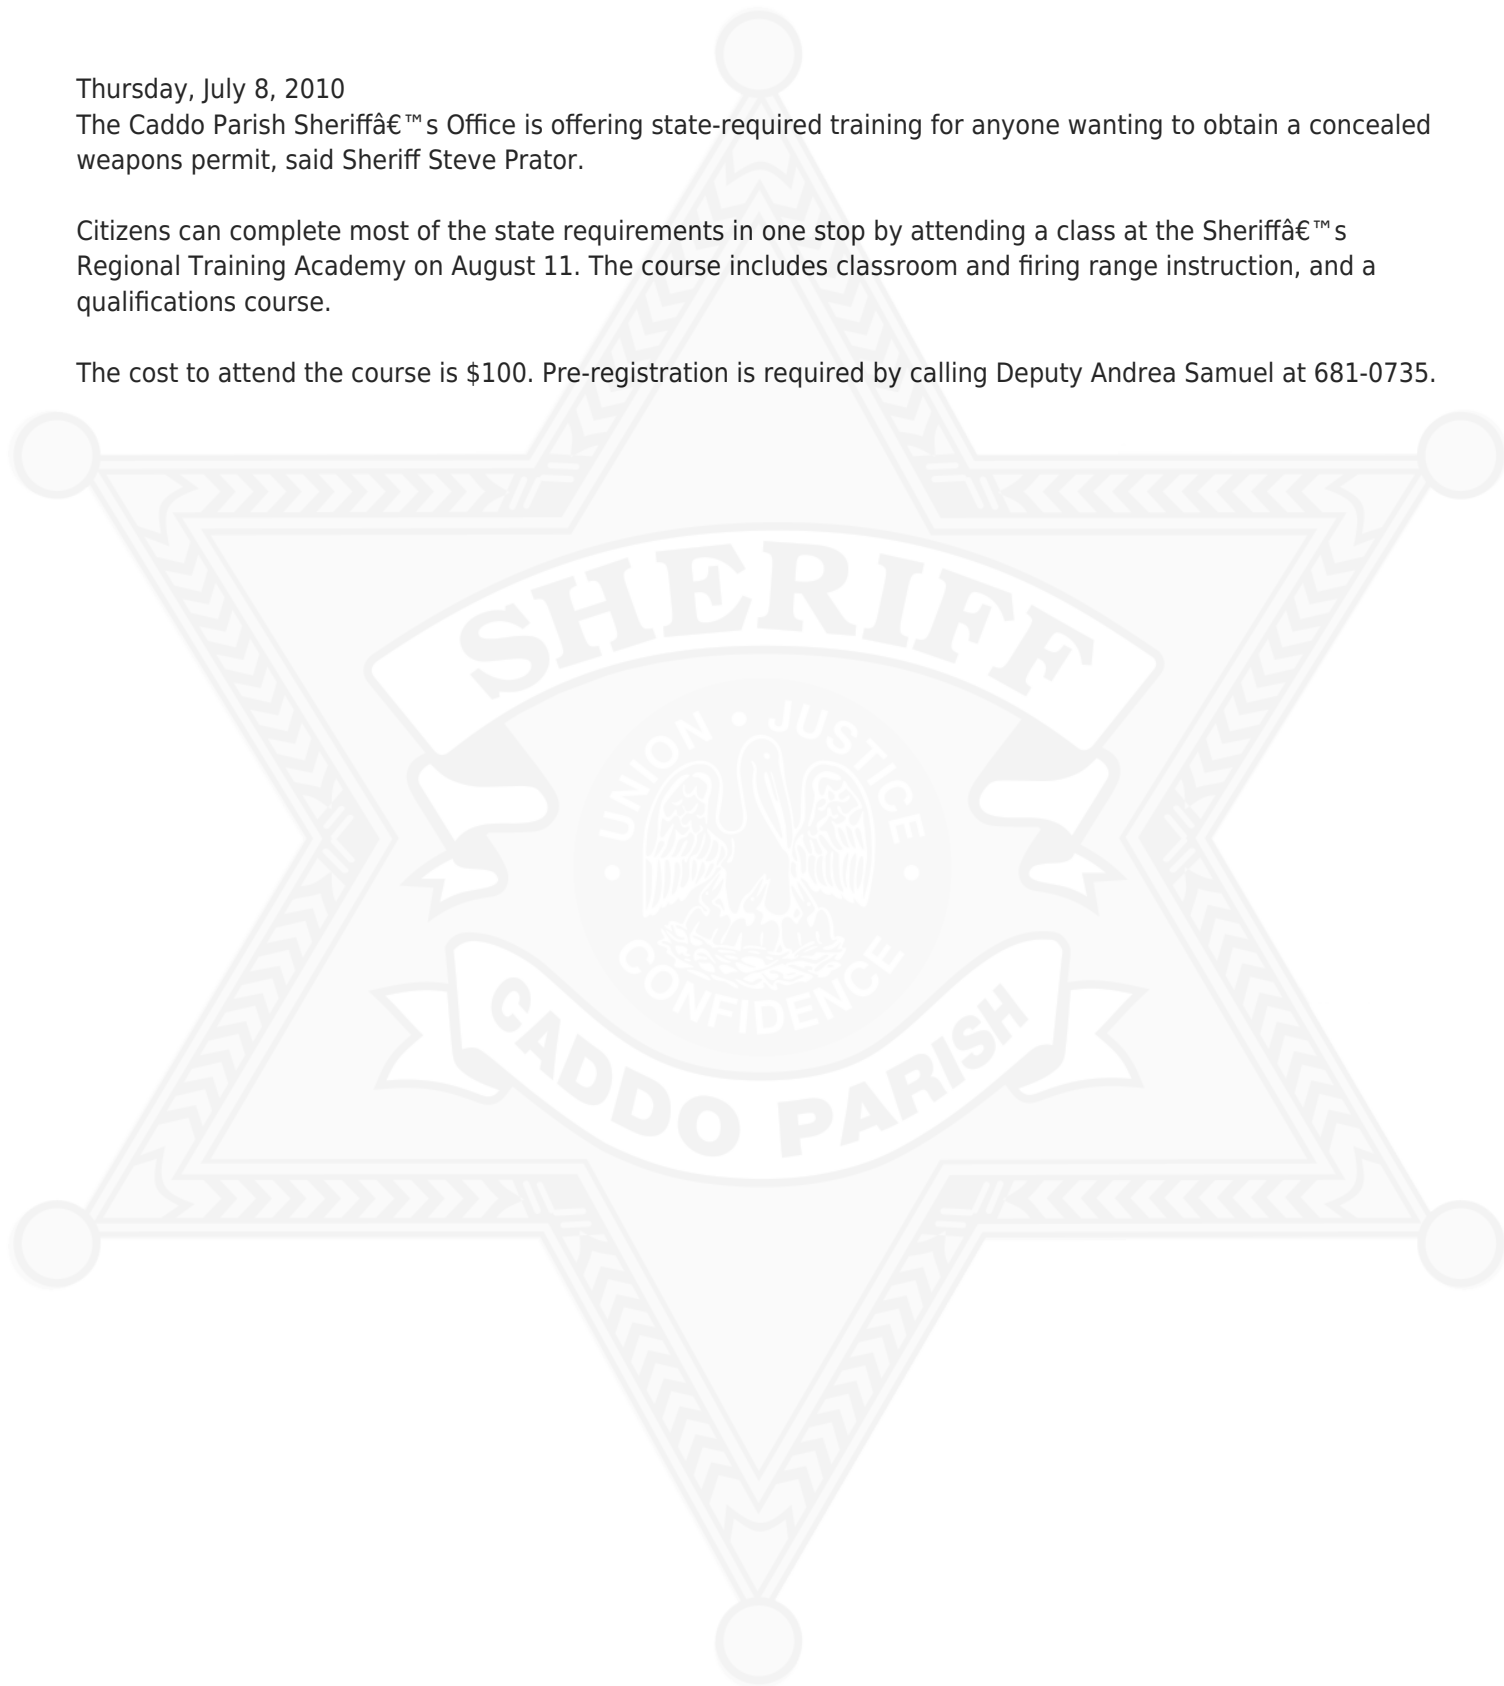 Thursday, July 8, 2010
The Caddo Parish Sheriffâ€™s Office is offering state-required training for anyone wanting to obtain a concealed
weapons permit, said Sheriff Steve Prator.
Citizens can complete most of the state requirements in one stop by attending a class at the Sheriffâ€™s
Regional Training Academy on August 11. The course includes classroom and firing range instruction, and a
qualifications course.
The cost to attend the course is $100. Pre-registration is required by calling Deputy Andrea Samuel at 681-0735.
SHERIFF
UNION • JUSTICE
• CONFIDENCE •
CADDO PARISH